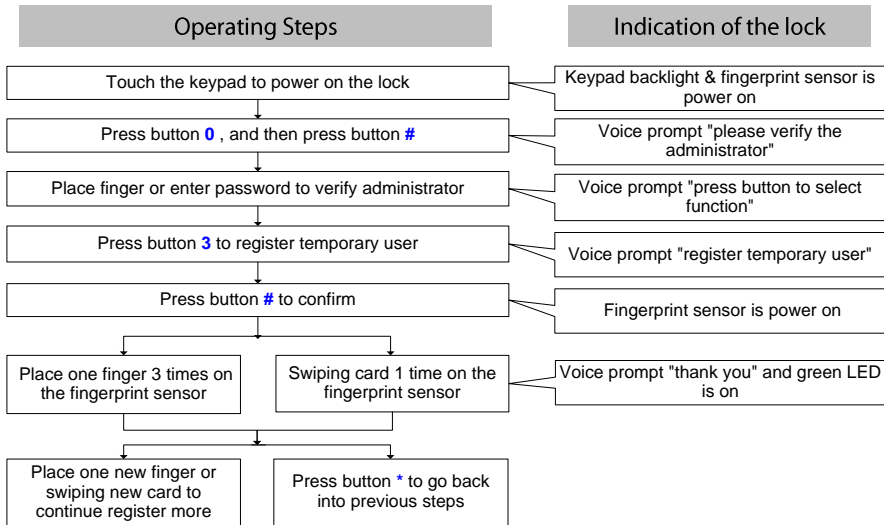 Operating Steps
Indication of the lock
Touch the keypad to power on the lock
Keypad backlight & fingerprint sensor is
power on
Press button 0 , and then press button #
Voice prompt "please verify the
administrator"
Place finger or enter password to verify administrator
Voice prompt "press button to select
function"
Press button 3 to register temporary user
Voice prompt "register temporary user"
Press button # to confirm
Fingerprint sensor is power on
Place one finger 3 times on
the fingerprint sensor
Swiping card 1 time on the
fingerprint sensor
Voice prompt "thank you" and green LED
is on
Place one new finger or
swiping new card to
continue register more
Press button * to go back
into previous steps